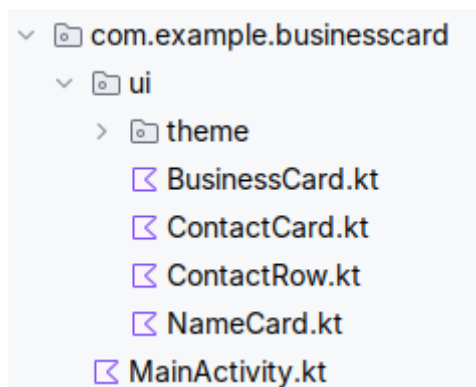 com.example.businesscard
ui
theme
BusinessCard.kt
ContactCard.kt
ContactRow.kt
NameCard.kt
MainActivity.kt